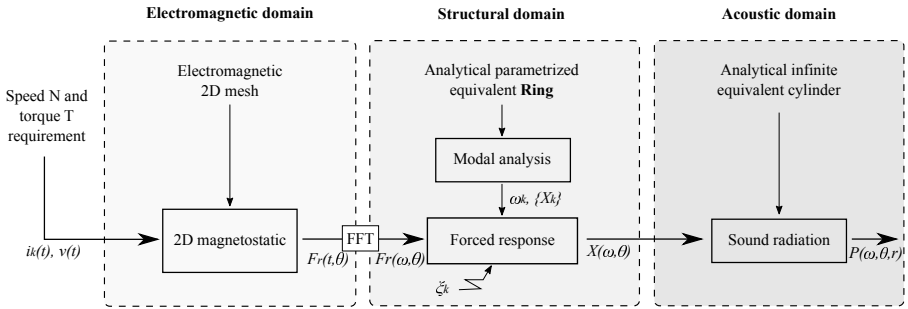 Electromagnetic domain
Structural domain
Acoustic domain
Electromagnetic
2D mesh
Analytical parametrized
equivalent Ring
Analytical infinite
equivalent cylinder
Speed N and
torque T
requirement
Modal analysis
ωk, {Xk}
2D magnetostatic
FFT
Forced response
Sound radiation
ik(t), v(t)
Fr(t,θ)
Fr(ω,θ)
X(ω,θ)
P(ω,θ,r)
ξk